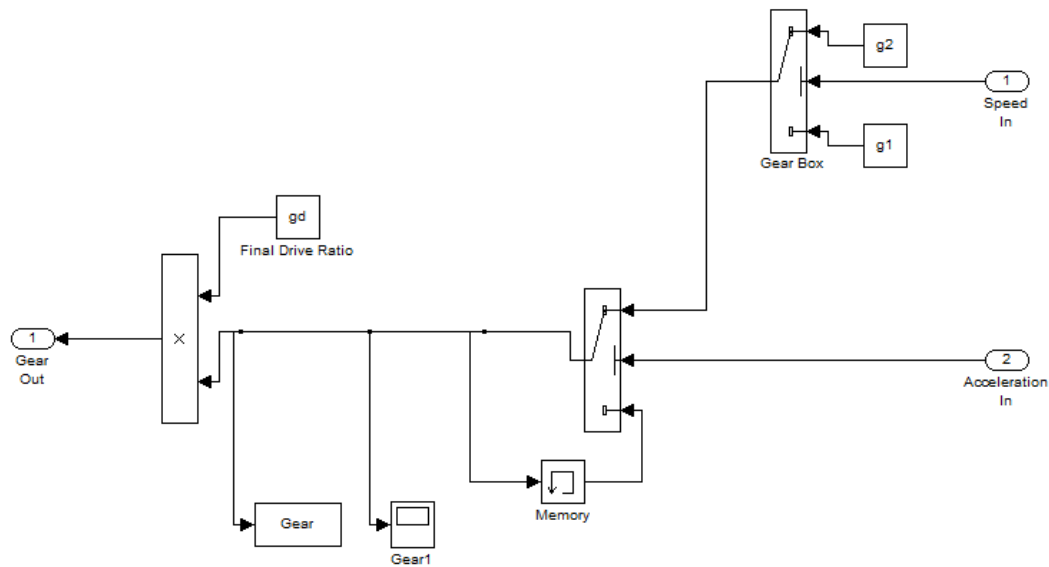 g2
1
Speed
In
g1
Gear Box
gd
Final Drive Ratio
×
1
Gear
Out
2
Acceleration
In
Memory
Gear
Gear1